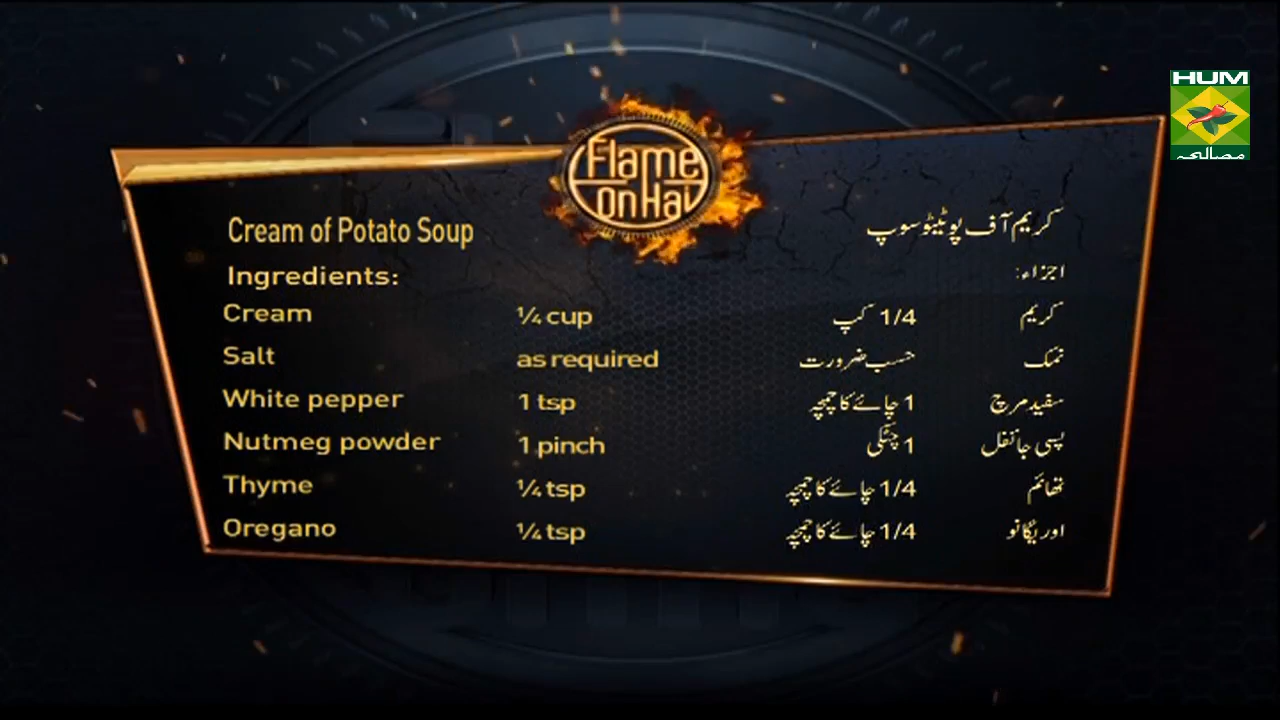 HUM
مصالحہ
Flame
on Hai
Cream of Potato Soup کریم آف پوٹیٹو سوپ
Ingredients: اجزاء:
Cream ¼ cup کریم 1/4 کپ
Salt as required نمک حسب ضرورت
White pepper 1 tsp سفید مرچ 1 چائے کا چمچہ
Nutmeg powder 1 pinch پسی جائفل 1 چٹکی
Thyme ¼ tsp تھائم 1/4 چائے کا چمچہ
Oregano ¼ tsp اوریگانو 1/4 چائے کا چمچہ